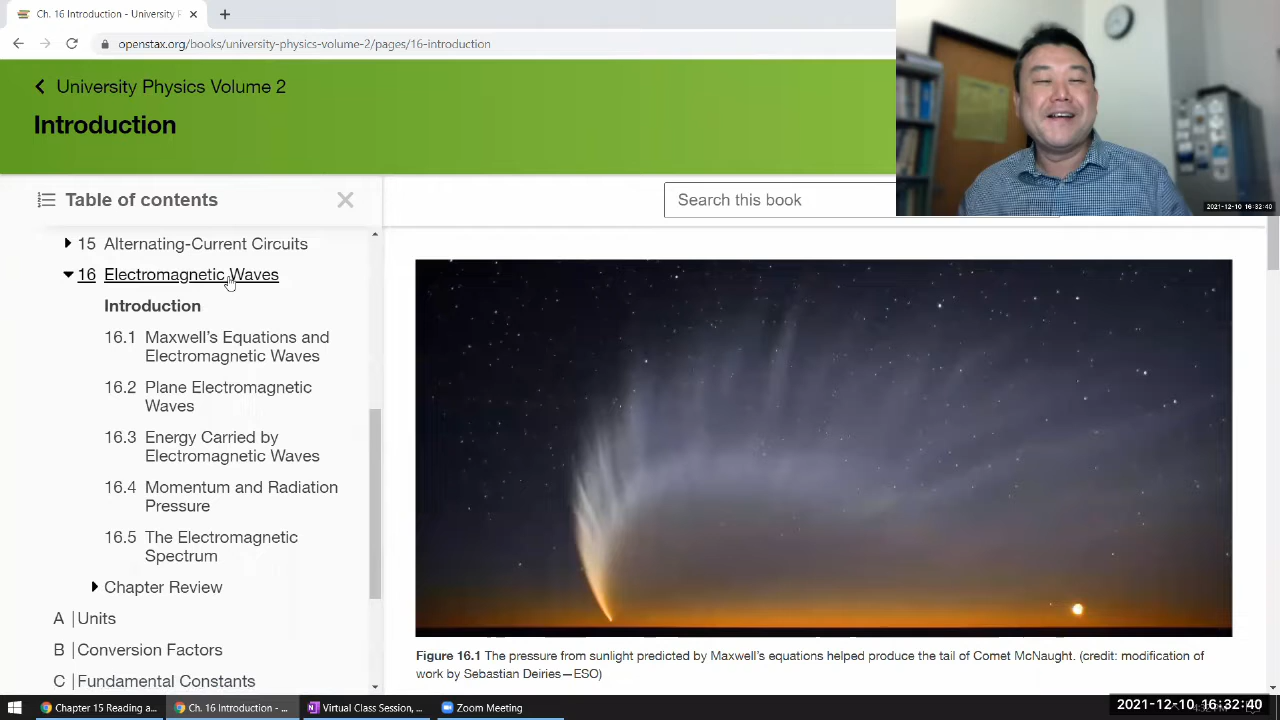 Ch. 16 Introduction - University P
openstax.org/books/university-physics-volume-2/pages/16-introduction
University Physics Volume 2
Introduction
2021-12-10 16:32:40
Table of contents
Search this book
15 Alternating-Current Circuits
16 Electromagnetic Waves
Introduction
16.1 Maxwell’s Equations and
Electromagnetic Waves
16.2 Plane Electromagnetic
Waves
16.3 Energy Carried by
Electromagnetic Waves
16.4 Momentum and Radiation
Pressure
16.5 The Electromagnetic
Spectrum
Chapter Review
A | Units
B | Conversion Factors
C | Fundamental Constants
Figure 16.1 The pressure from sunlight predicted by Maxwell’s equations helped produce the tail of Comet McNaught. (credit: modification of
work by Sebastian Deiries—ESO)
Chapter 15 Reading a...
Ch. 16 Introduction - ...
Virtual Class Session, ...
Zoom Meeting
2021-12-10 16:32:40